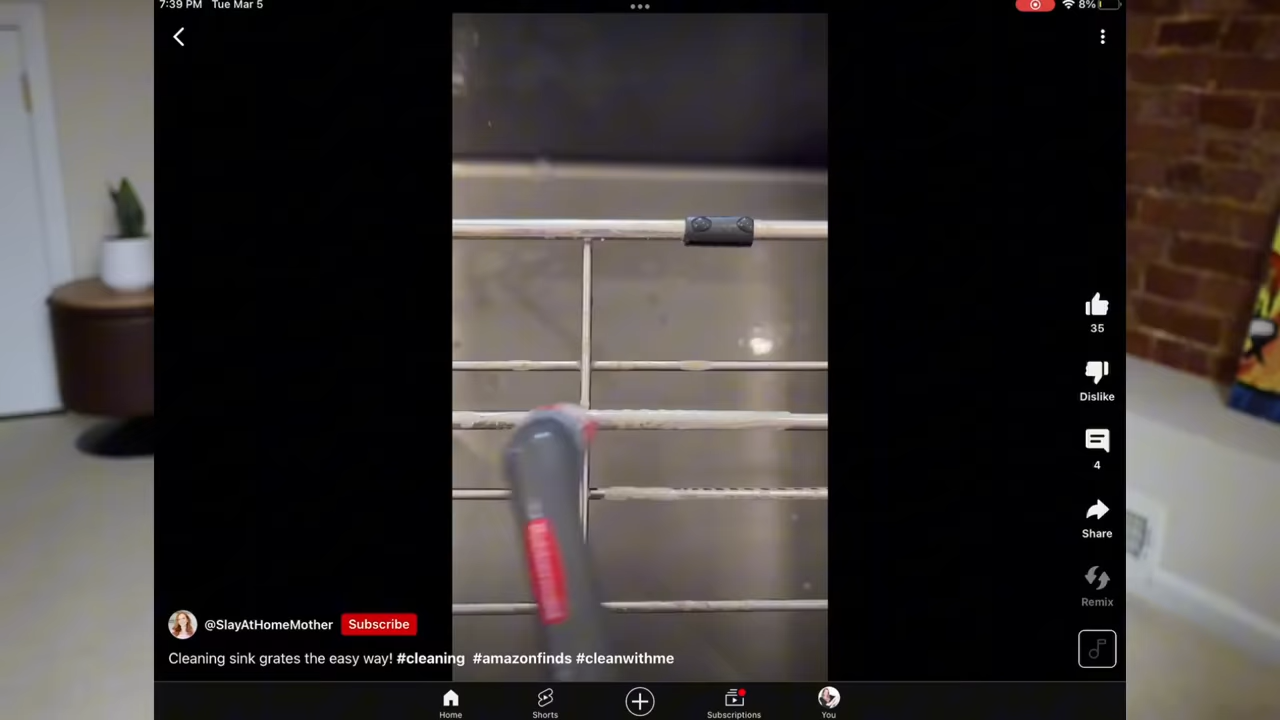 7:39 PM Tue Mar 5
8%
35
Dislike
4
Share
Remix
@SlayAtHomeMother
Subscribe
Cleaning sink grates the easy way! #cleaning #amazonfinds #cleanwithme
Home
Shorts
Subscriptions
You